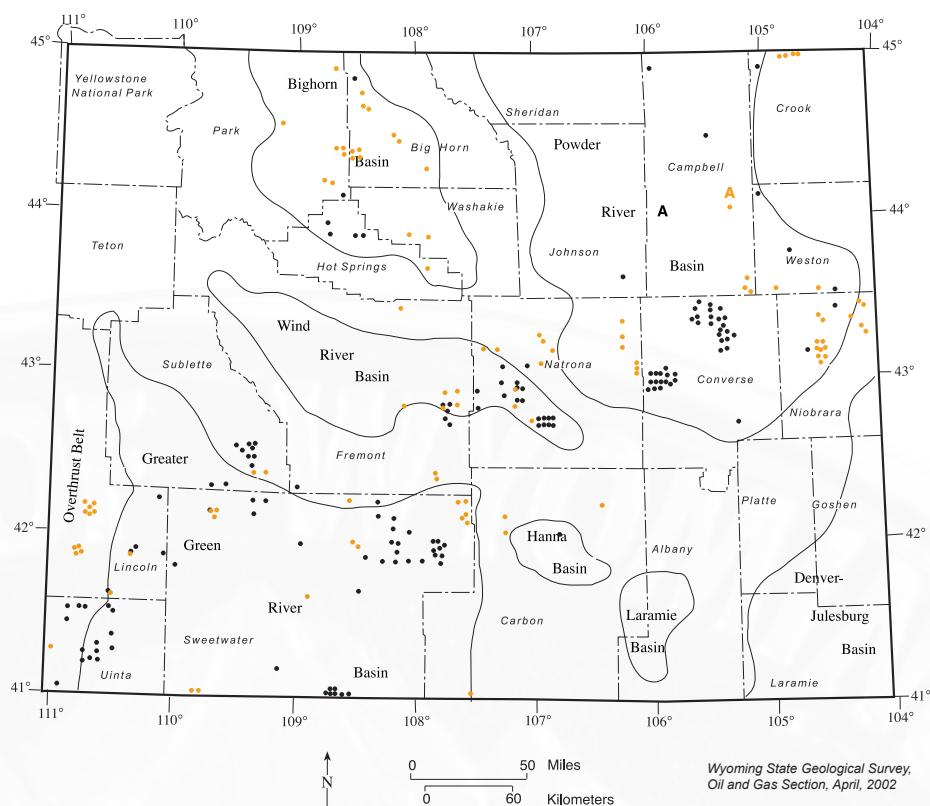 111°
110°
109°
108°
107°
106°
105°
104°
45°
45°
Yellowstone
National Park
Bighorn
Sheridan
Crook
Park
Big Horn
Powder
Basin
Campbell
44°
A
Washakie
River
A
44°
Teton
Johnson
Hot Springs
Basin
Weston
Wind
43°
Sublette
River
Natrona
43°
Basin
Converse
Niobrara
Overthrust Belt
Greater
Fremont
Platte
Goshen
42°
Green
Hanna
Albany
42°
Lincoln
Basin
Denver-
River
Laramie
Julesburg
Sweetwater
Carbon
Basin
Basin
Uinta
Basin
Laramie
41°
41°
111°
110°
109°
108°
107°
106°
105°
104°
N
0
50
Miles
0
60
Kilometers
Wyoming State Geological Survey,
Oil and Gas Section, April, 2002